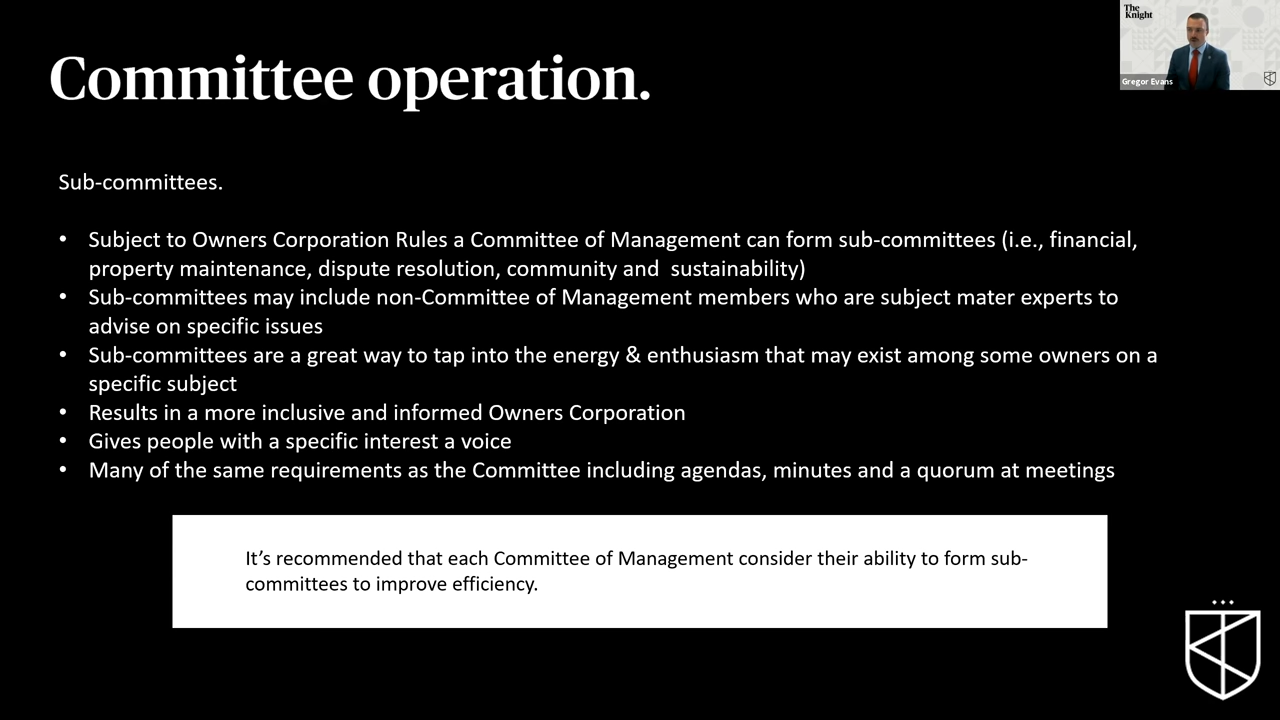 The
Knight
Gregor Evans
Committee operation.
Sub-committees.
• Subject to Owners Corporation Rules a Committee of Management can form sub-committees (i.e., financial,
property maintenance, dispute resolution, community and  sustainability)
• Sub-committees may include non-Committee of Management members who are subject mater experts to
advise on specific issues
• Sub-committees are a great way to tap into the energy & enthusiasm that may exist among some owners on a
specific subject
• Results in a more inclusive and informed Owners Corporation
• Gives people with a specific interest a voice
• Many of the same requirements as the Committee including agendas, minutes and a quorum at meetings
It’s recommended that each Committee of Management consider their ability to form sub-
committees to improve efficiency.